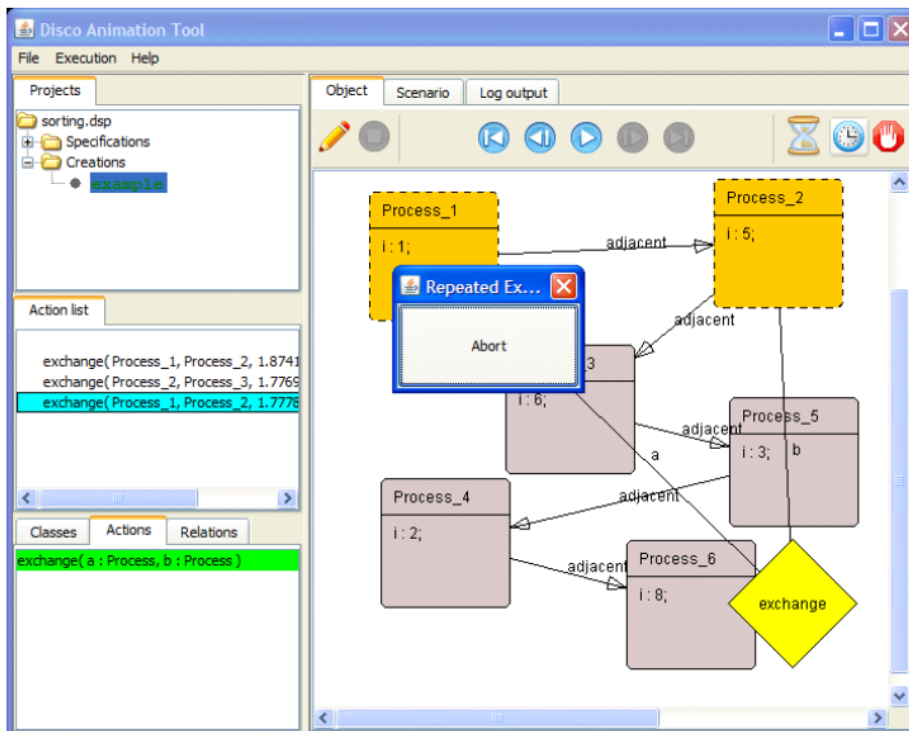 Disco Animation Tool
File Execution Help
Projects
sorting.dsp
Specifications
Creations
example
Action list
exchange( Process_1, Process_2, 1.8741
exchange( Process_2, Process_3, 1.7769
exchange( Process_1, Process_2, 1.7778
Classes Actions Relations
exchange( a : Process, b : Process )
Object Scenario Log output
Process_1
i : 1;
adjacent
Process_2
i : 5;
Repeated Ex...
Abort
adjacent
_3
i : 6;
adjacent
a
Process_5
i : 3;
b
adjacent
Process_4
i : 2;
adjacent
Process_6
i : 8;
exchange